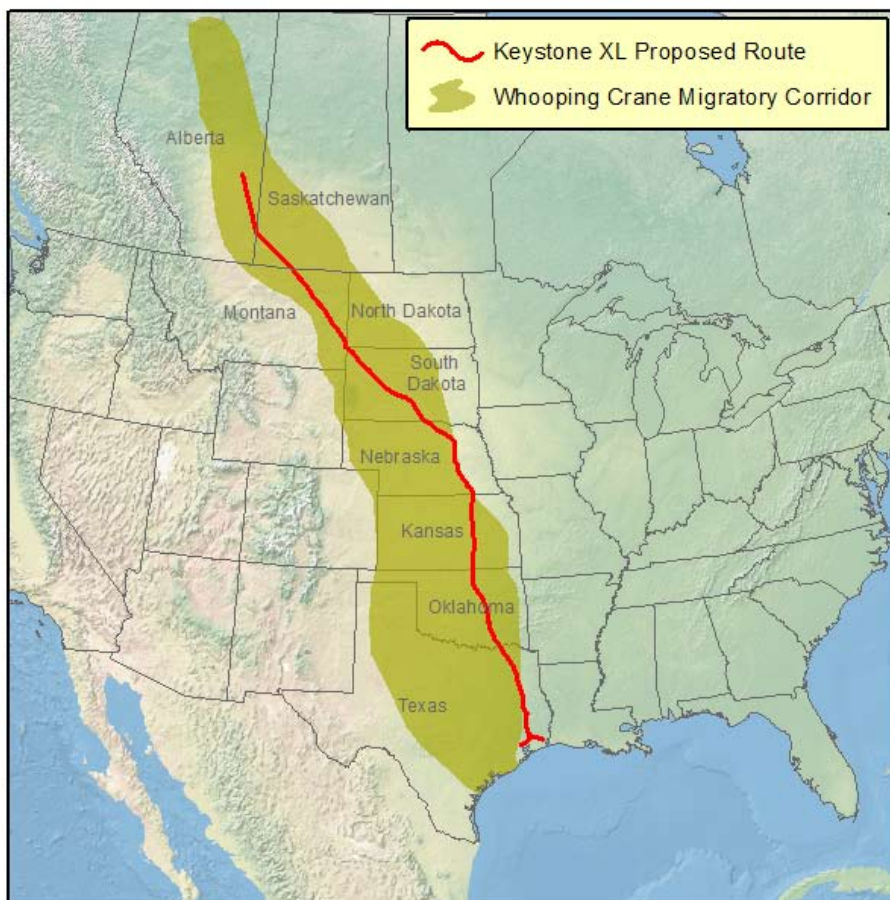 Keystone XL Proposed Route
Whooping Crane Migratory Corridor
Alberta
Saskatchewan
Montana
North Dakota
South
Dakota
Nebraska
Kansas
Oklahoma
Texas